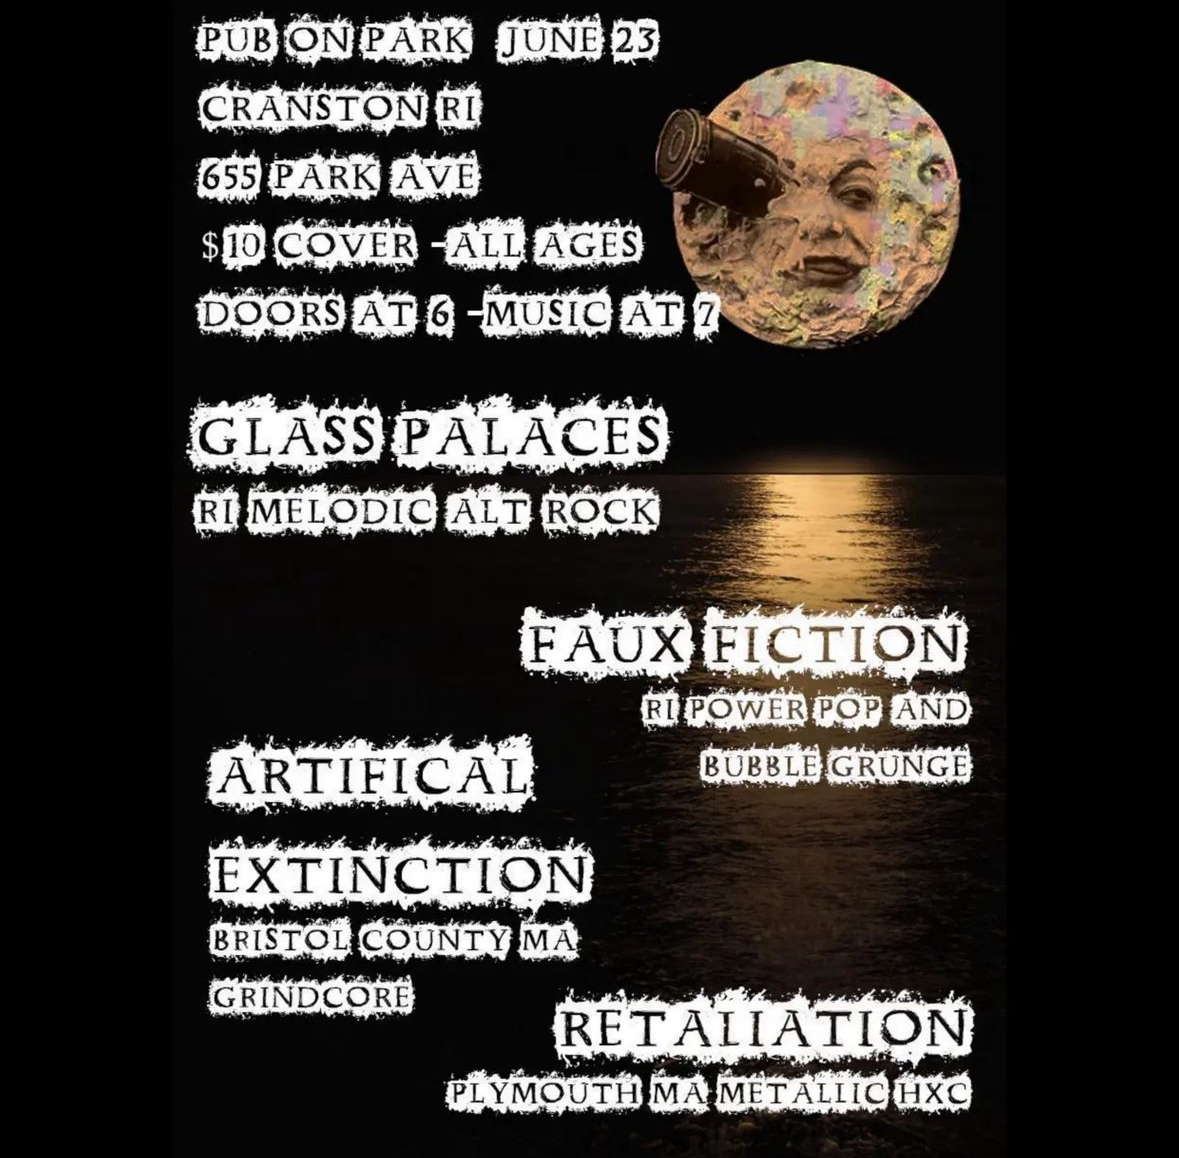 PUB ON PARK JUNE 23
CRANSTON RI
655 PARK AVE
$10 COVER -ALL AGES
DOORS AT 6 -MUSIC AT 7
GLASS PALACES
RI MELODIC ALT ROCK
FAUX FICTION
RI POWER POP AND
BUBBLE GRUNGE
ARTIFICAL
EXTINCTION
BRISTOL COUNTY MA
GRINDCORE
RETALIATION
PLYMOUTH MA METALLIC HXC